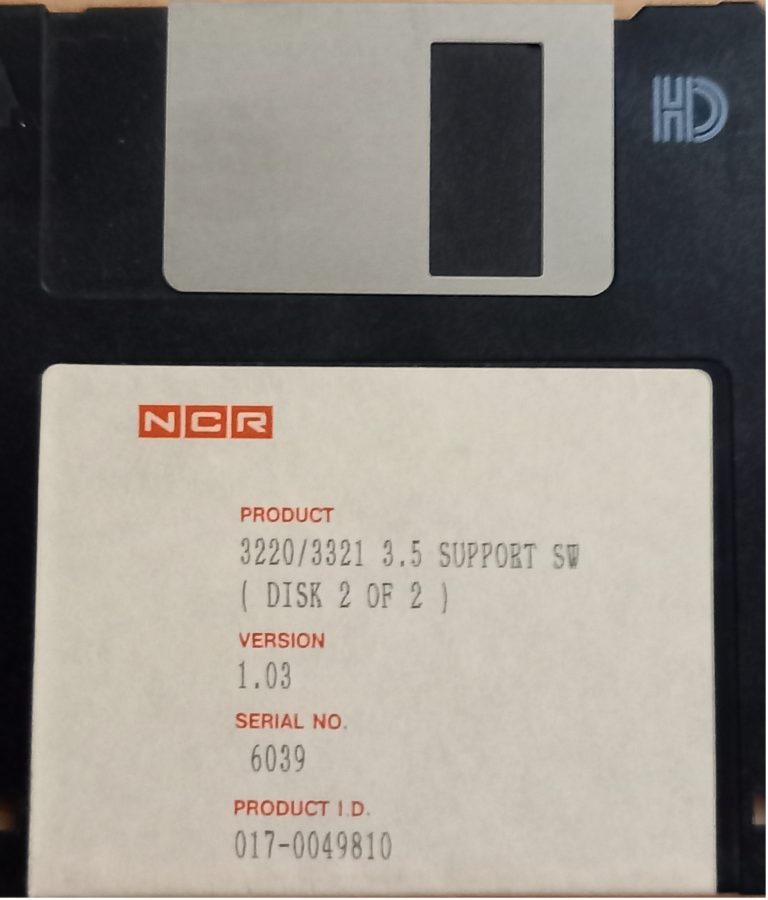 HD
NCR
PRODUCT
3220/3321 3.5 SUPPORT SW
( DISK 2 OF 2 )
VERSION
1.03
SERIAL NO.
6039
PRODUCT I.D.
017-0049810